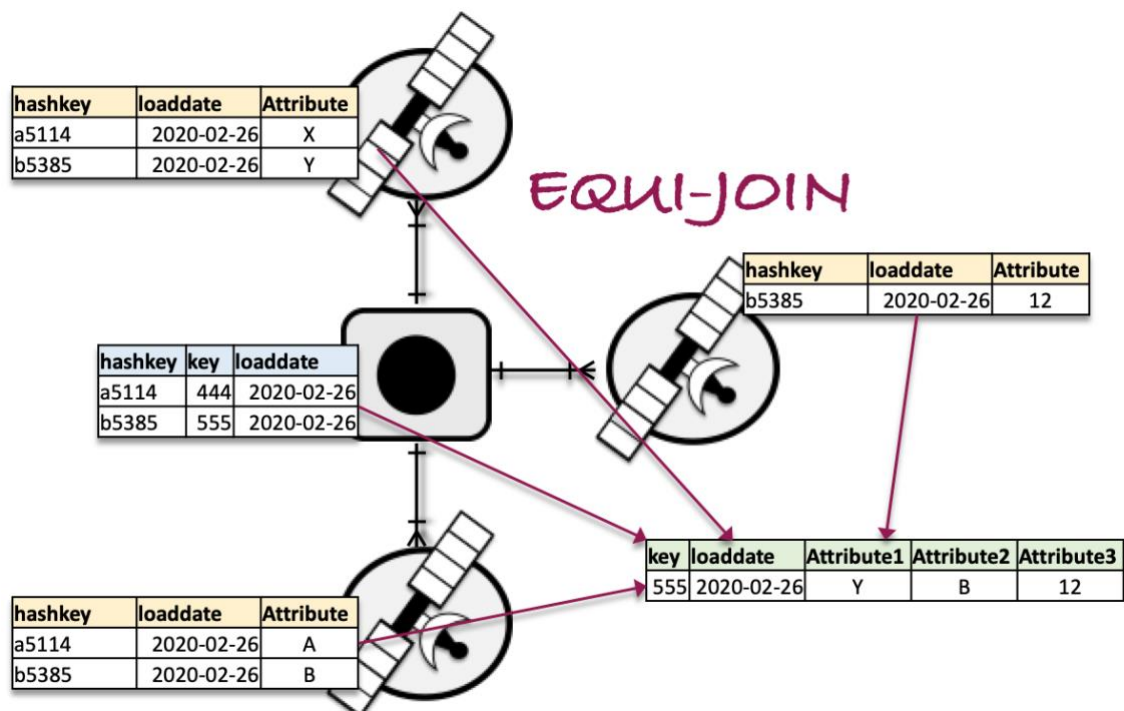 hashkey loaddate Attribute
a5114 2020-02-26 X
b5385 2020-02-26 Y
EQUI-JOIN
hashkey loaddate Attribute
b5385 2020-02-26 12
hashkey key loaddate
a5114 444 2020-02-26
b5385 555 2020-02-26
key loaddate Attribute1 Attribute2 Attribute3
555 2020-02-26 Y B 12
hashkey loaddate Attribute
a5114 2020-02-26 A
b5385 2020-02-26 B